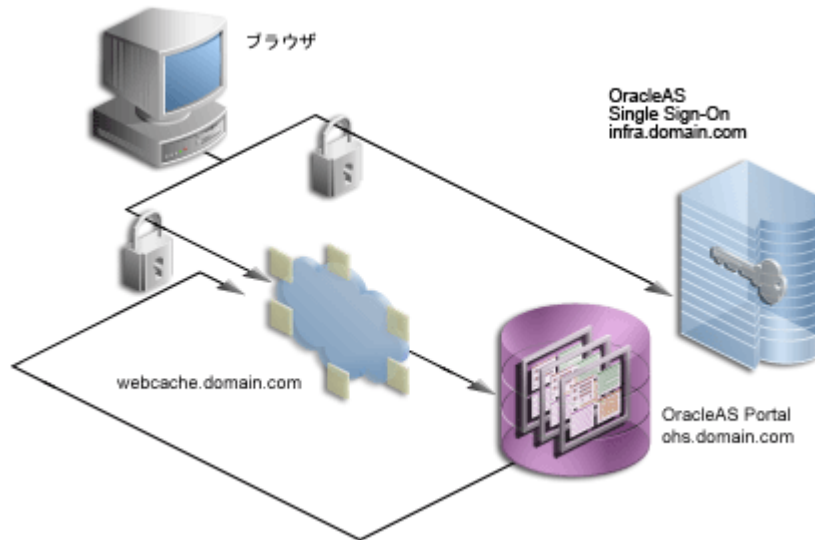 ブラウザ
OracleAS
Single Sign-On
infra.domain.com
webcache.domain.com
OracleAS Portal
ohs.domain.com